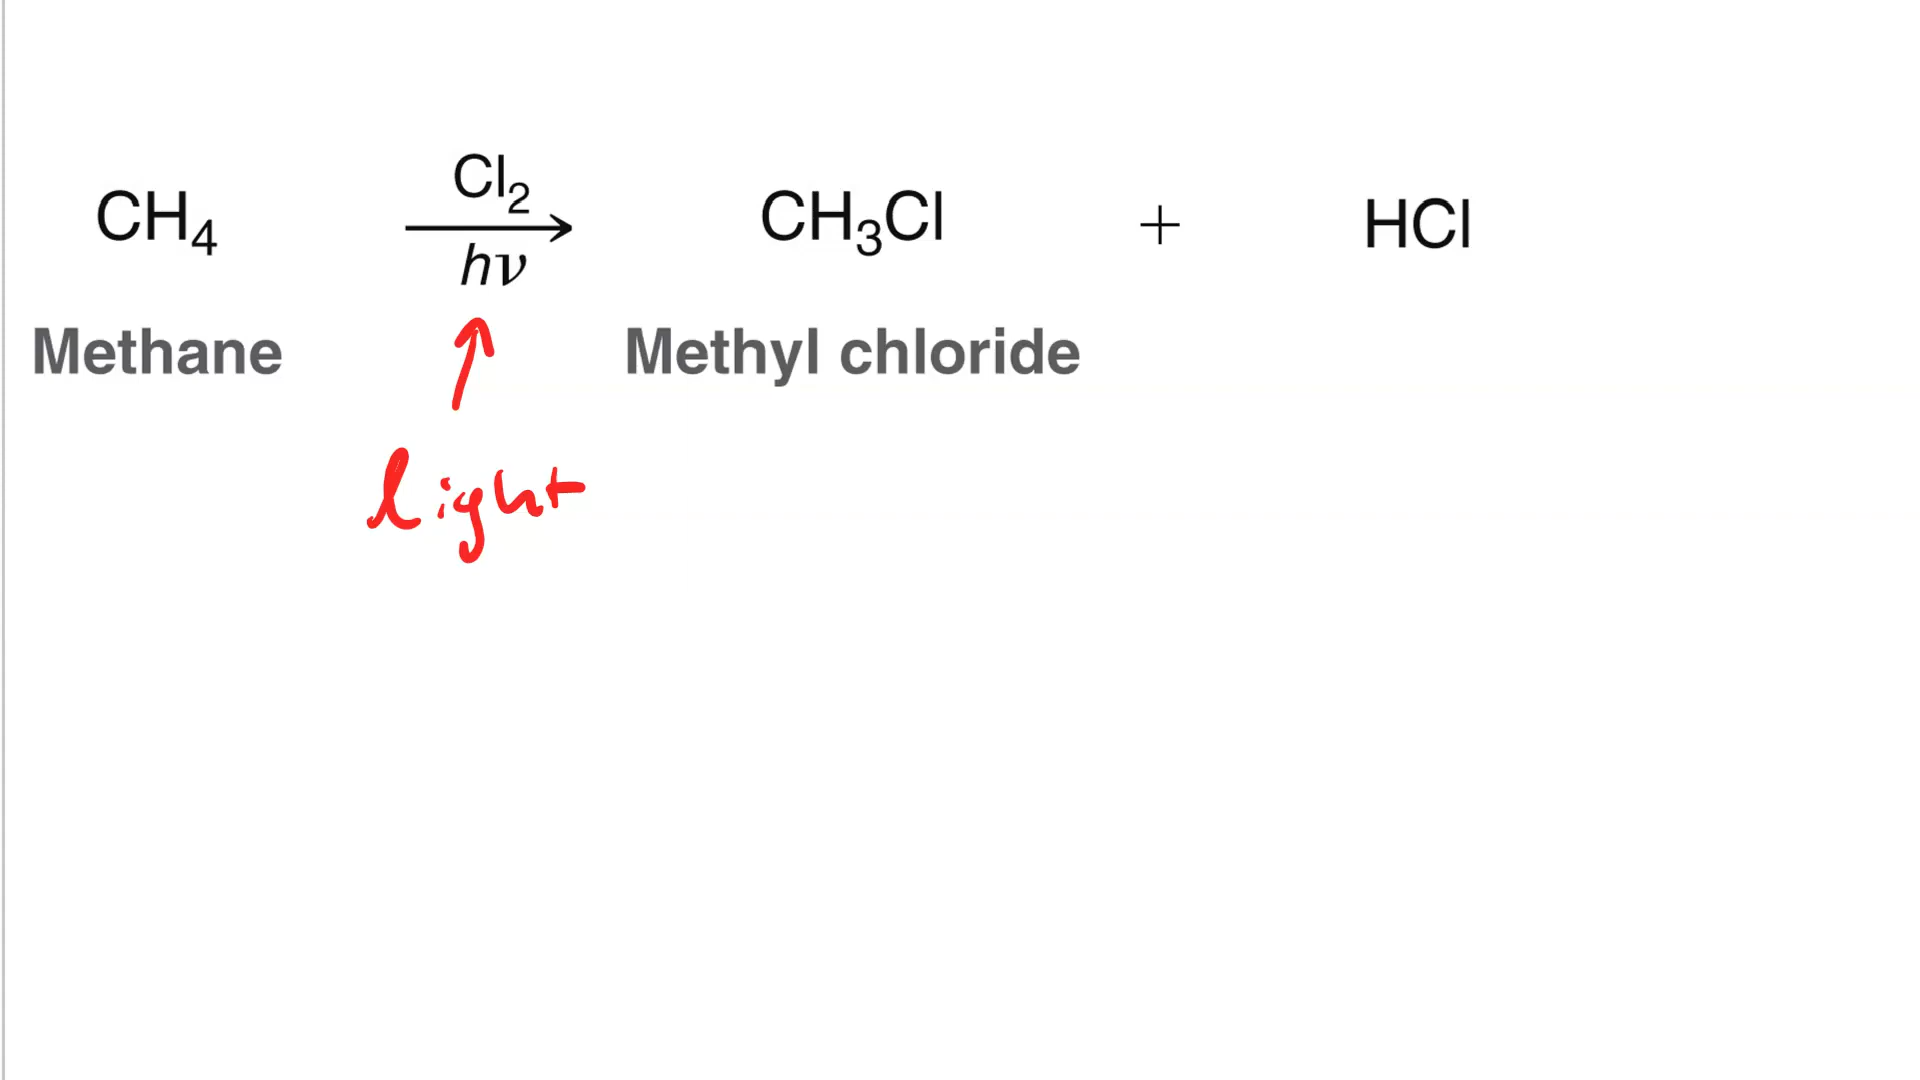 Cl₂
CH₄ → CH₃Cl + HCl
hν
Methane Methyl chloride
light